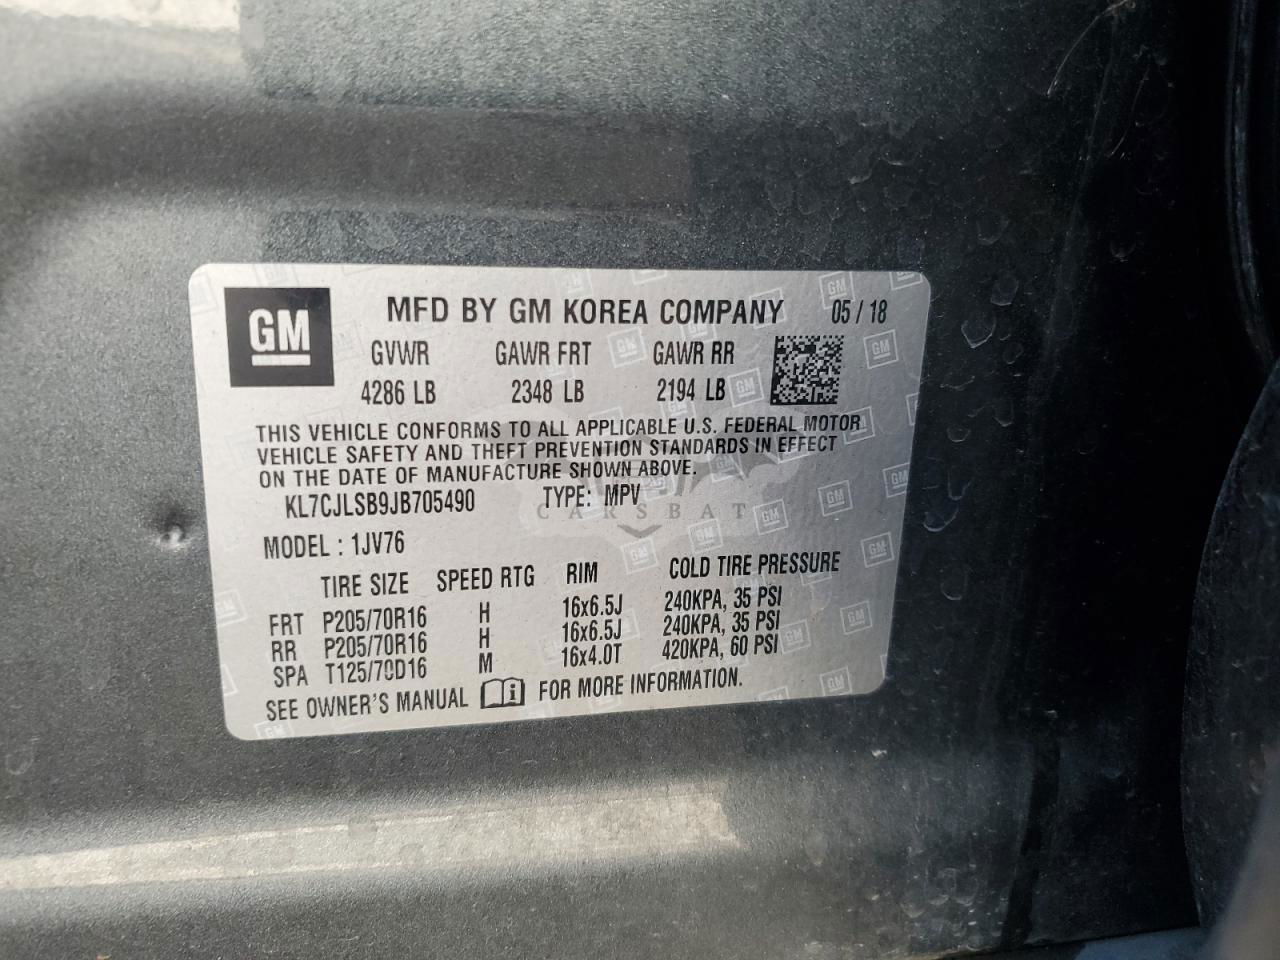 GM MFD BY GM KOREA COMPANY 05 / 18
GVWR GAWR FRT GAWR RR
4286 LB 2348 LB 2194 LB
THIS VEHICLE CONFORMS TO ALL APPLICABLE U.S. FEDERAL MOTOR
VEHICLE SAFETY AND THEFT PREVENTION STANDARDS IN EFFECT
ON THE DATE OF MANUFACTURE SHOWN ABOVE.
KL7CJLSB9JB705490 TYPE: MPV
CARSBAT
MODEL : 1JV76
TIRE SIZE SPEED RTG RIM COLD TIRE PRESSURE
FRT P205/70R16 H 16x6.5J 240KPA, 35 PSI
RR P205/70R16 H 16x6.5J 240KPA, 35 PSI
SPA T125/70D16 M 16x4.0T 420KPA, 60 PSI
SEE OWNER'S MANUAL FOR MORE INFORMATION.